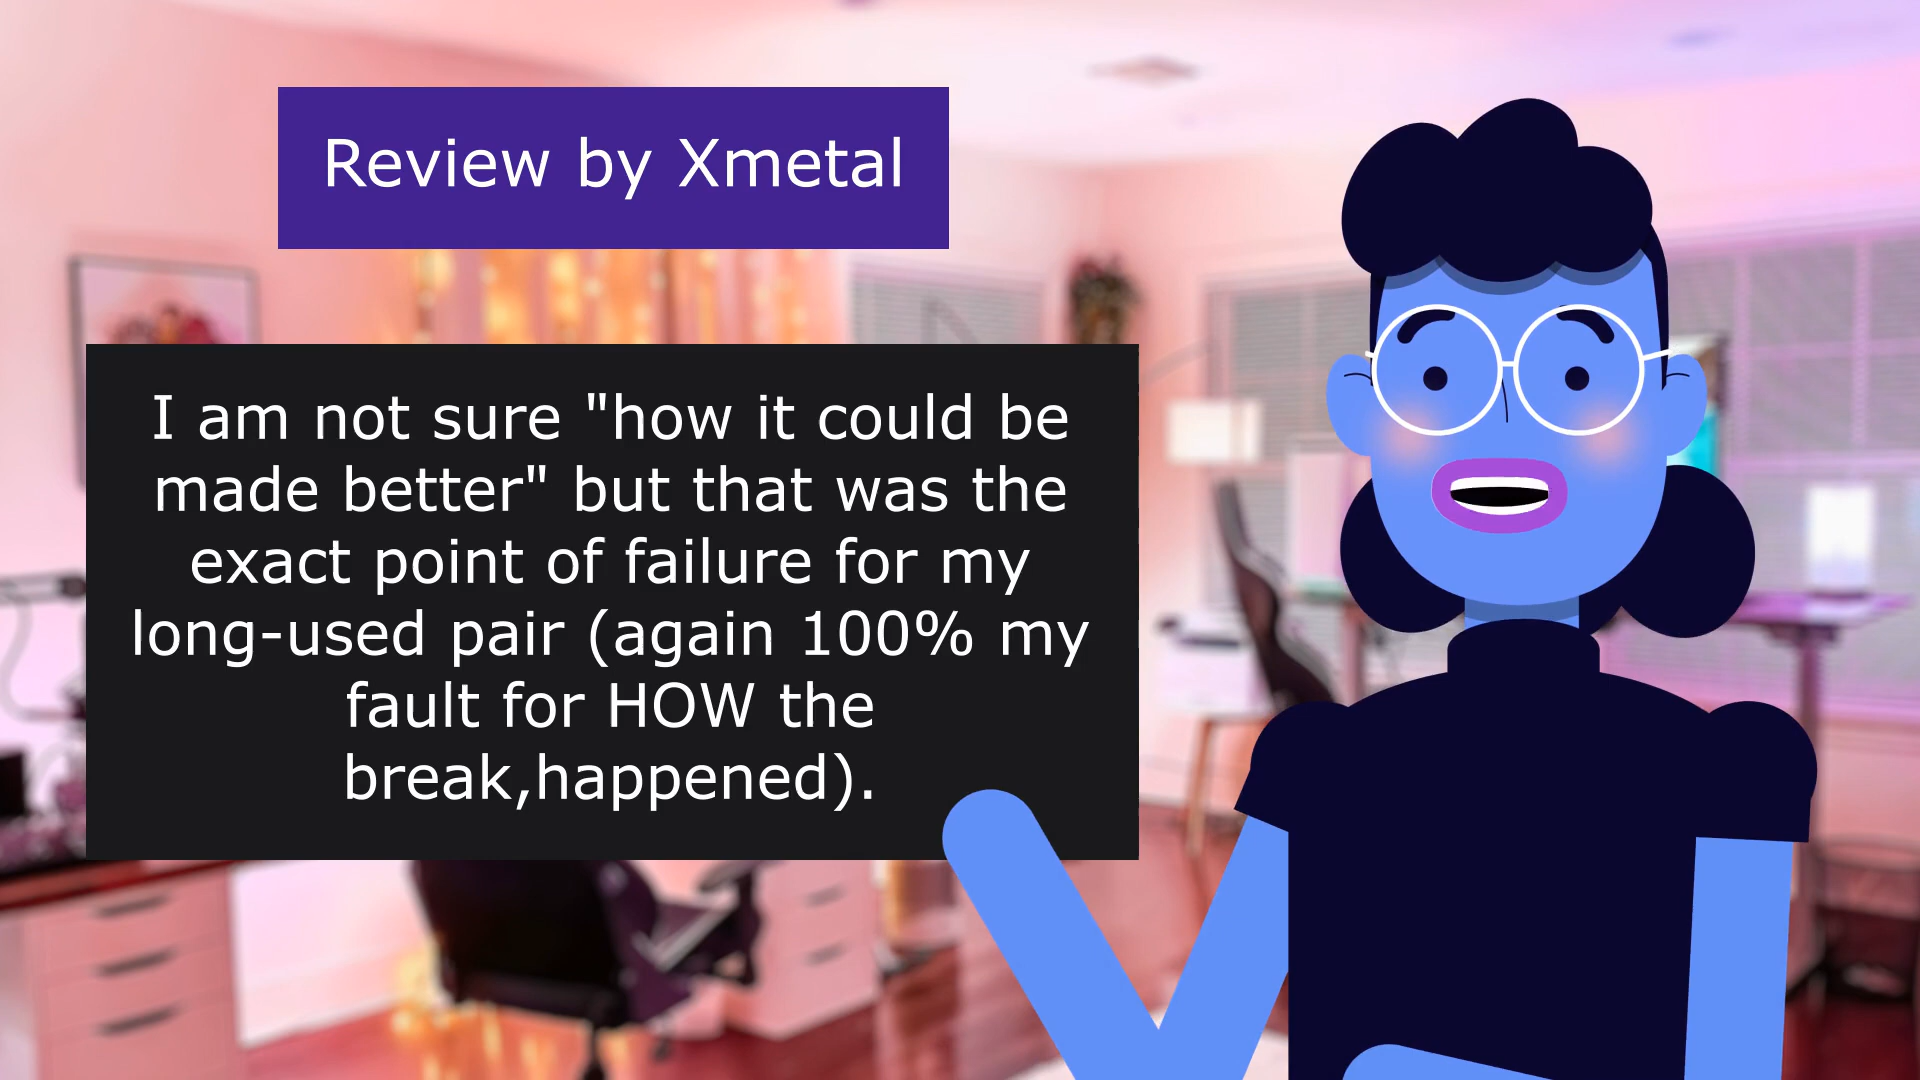 Review by Xmetal
I am not sure "how it could be
made better" but that was the
exact point of failure for my
long-used pair (again 100% my
fault for HOW the
break,happened).